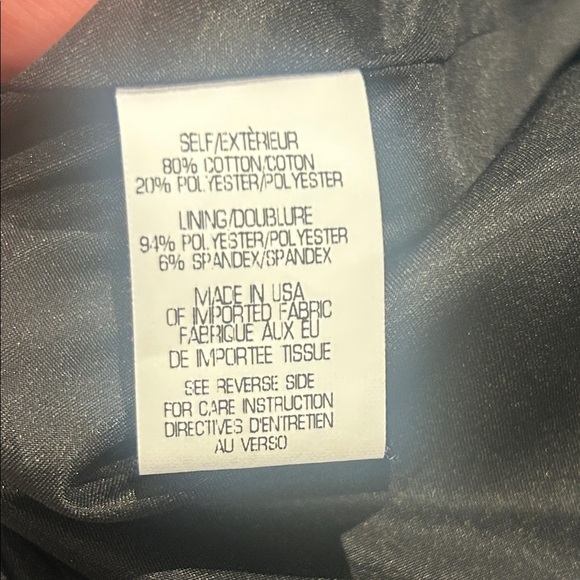 SELF/EXTÈRIEUR
80% COTTON/COTON
20% POLYESTER/POLYESTER
LINING/DOUBLURE
94% POLYESTER/POLYESTER
6% SPANDEX/SPANDEX
MADE IN USA
OF IMPORTED FABRIC
FABRIQUE AUX EU
DE IMPORTEE TISSUE
SEE REVERSE SIDE
FOR CARE INSTRUCTION
DIRECTIVES D'ENTRETIEN
AU VERSO